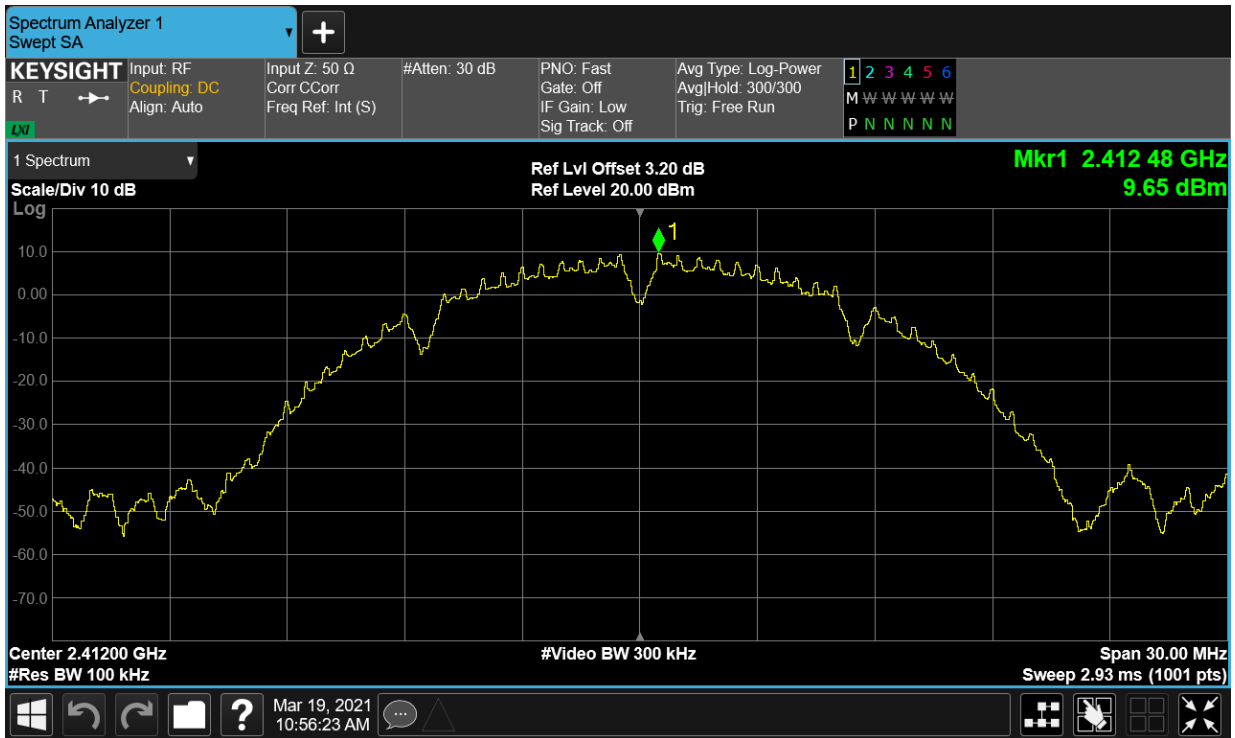 Spectrum Analyzer 1
Swept SA
KEYSIGHT
R T
LXI
Input: RF
Coupling: DC
Align: Auto
Input Z: 50 Ω
Corr CCorr
Freq Ref: Int (S)
#Atten: 30 dB
PNO: Fast
Gate: Off
IF Gain: Low
Sig Track: Off
Avg Type: Log-Power
Avg|Hold: 300/300
Trig: Free Run
1 2 3 4 5 6
M W W W W W
P N N N N N
1 Spectrum
Scale/Div 10 dB
Log
Ref Lvl Offset 3.20 dB
Ref Level 20.00 dBm
Mkr1 2.412 48 GHz
9.65 dBm
1
10.0
0.00
-10.0
-20.0
-30.0
-40.0
-50.0
-60.0
-70.0
Center 2.41200 GHz
#Res BW 100 kHz
#Video BW 300 kHz
Span 30.00 MHz
Sweep 2.93 ms (1001 pts)
?
Mar 19, 2021
10:56:23 AM